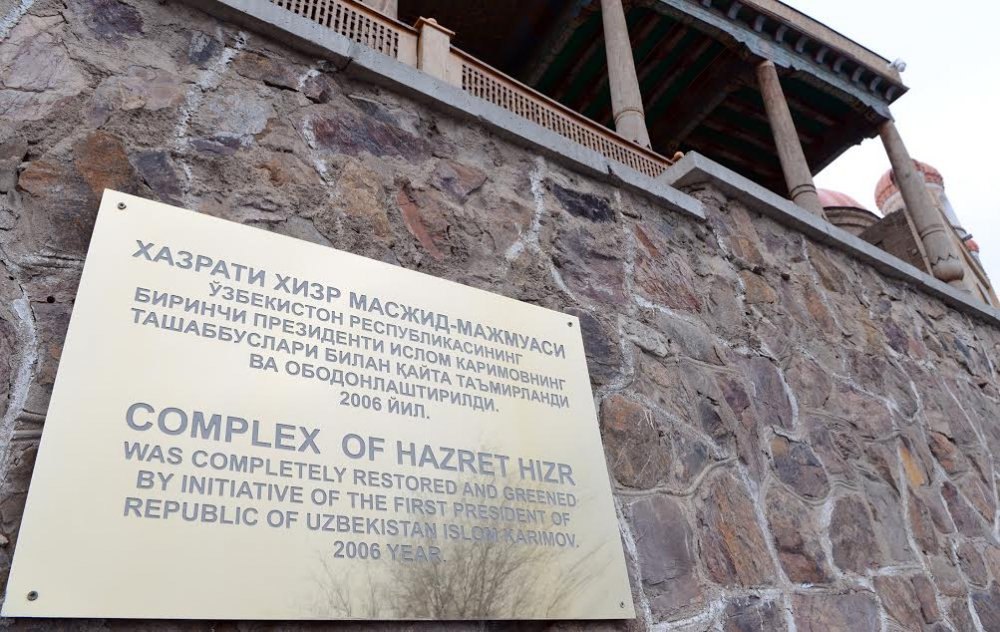 ХАЗРАТИ ХИЗР МАСЖИД-МАЖМУАСИ
ЎЗБЕКИСТОН РЕСПУБЛИКАСИНИНГ
БИРИНЧИ ПРЕЗИДЕНТИ ИСЛОМ КАРИМОВНИНГ
ТАШАББУСЛАРИ БИЛАН ҚАЙТА ТАЪМИРЛАНДИ
ВА ОБОДОНЛАШТИРИЛДИ.
2006 ЙИЛ.
COMPLEX OF HAZRET HIZR
WAS COMPLETELY RESTORED AND GREENED
BY INITIATIVE OF THE FIRST PRESIDENT OF
REPUBLIC OF UZBEKISTAN ISLOM KARIMOV.
2006 YEAR.